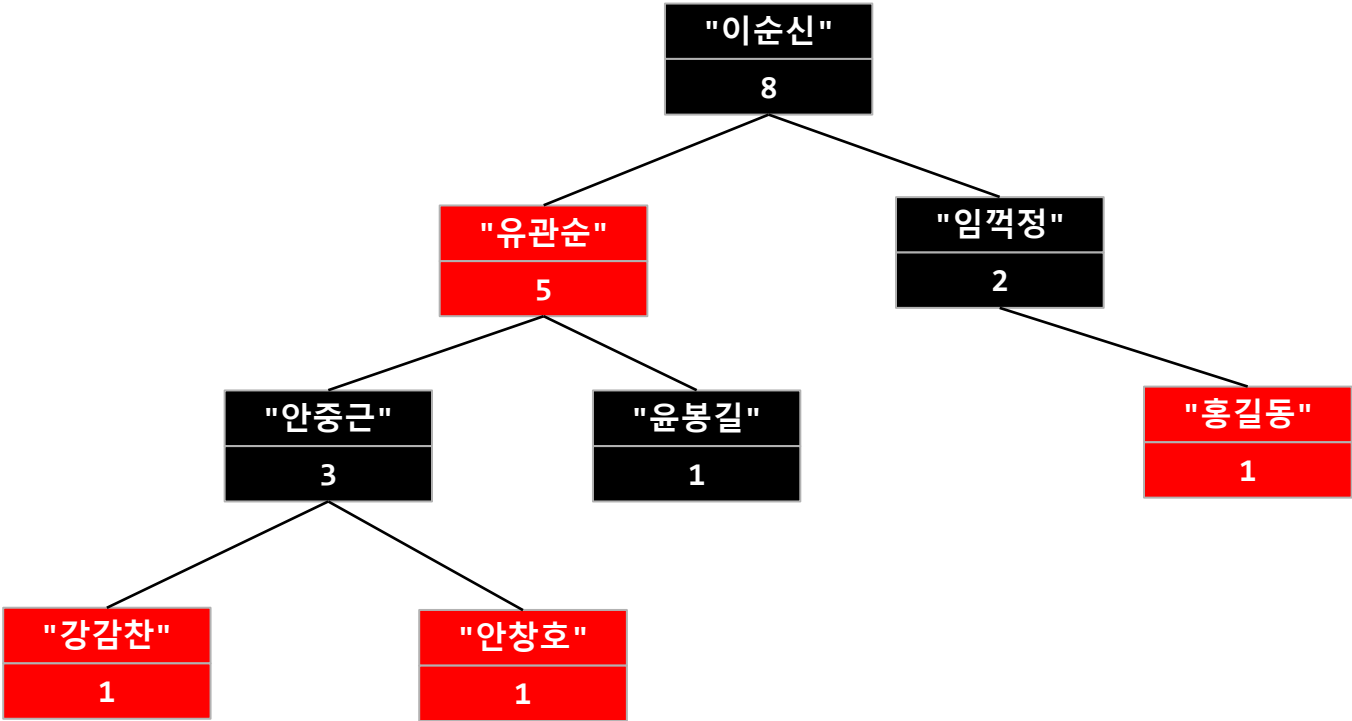 "이순신"
8
"유관순"
5
"임꺽정"
2
"안중근"
3
"윤봉길"
1
"홍길동"
1
"강감찬"
1
"안창호"
1